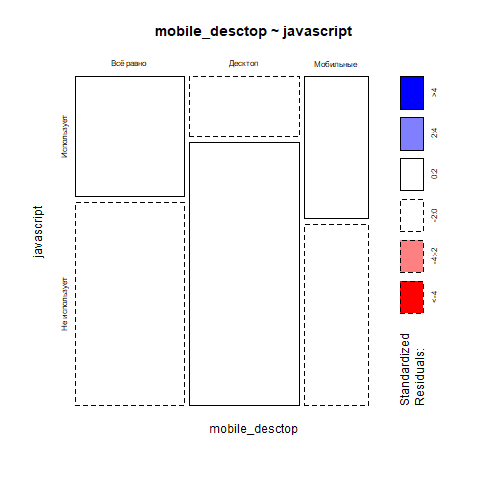 mobile_desctop ~ javascript
Всё равно
Десктоп
Мобильные
Использует
Не использует
javascript
mobile_desctop
Standardized
Residuals:
<-4
-4:-2
-2:0
0:2
2:4
>4